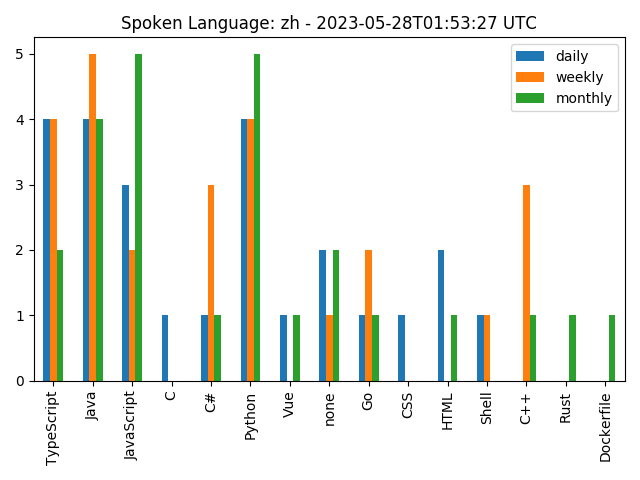 Spoken Language: zh - 2023-05-28T01:53:27 UTC
daily
weekly
monthly
5
4
3
2
1
0
TypeScript
Java
JavaScript
C
C#
Python
Vue
none
Go
CSS
HTML
Shell
C++
Rust
Dockerfile